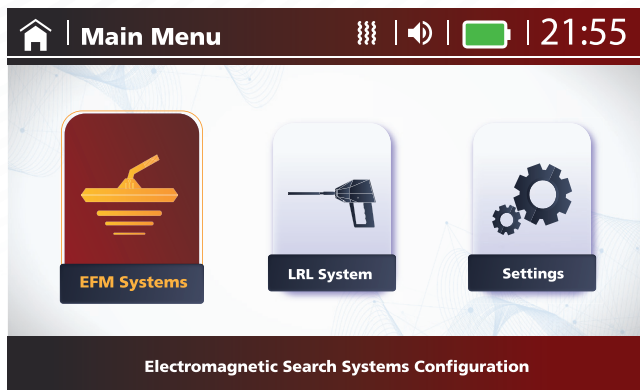 Main Menu
21:55
EFM Systems
LRL System
Settings
Electromagnetic Search Systems Configuration